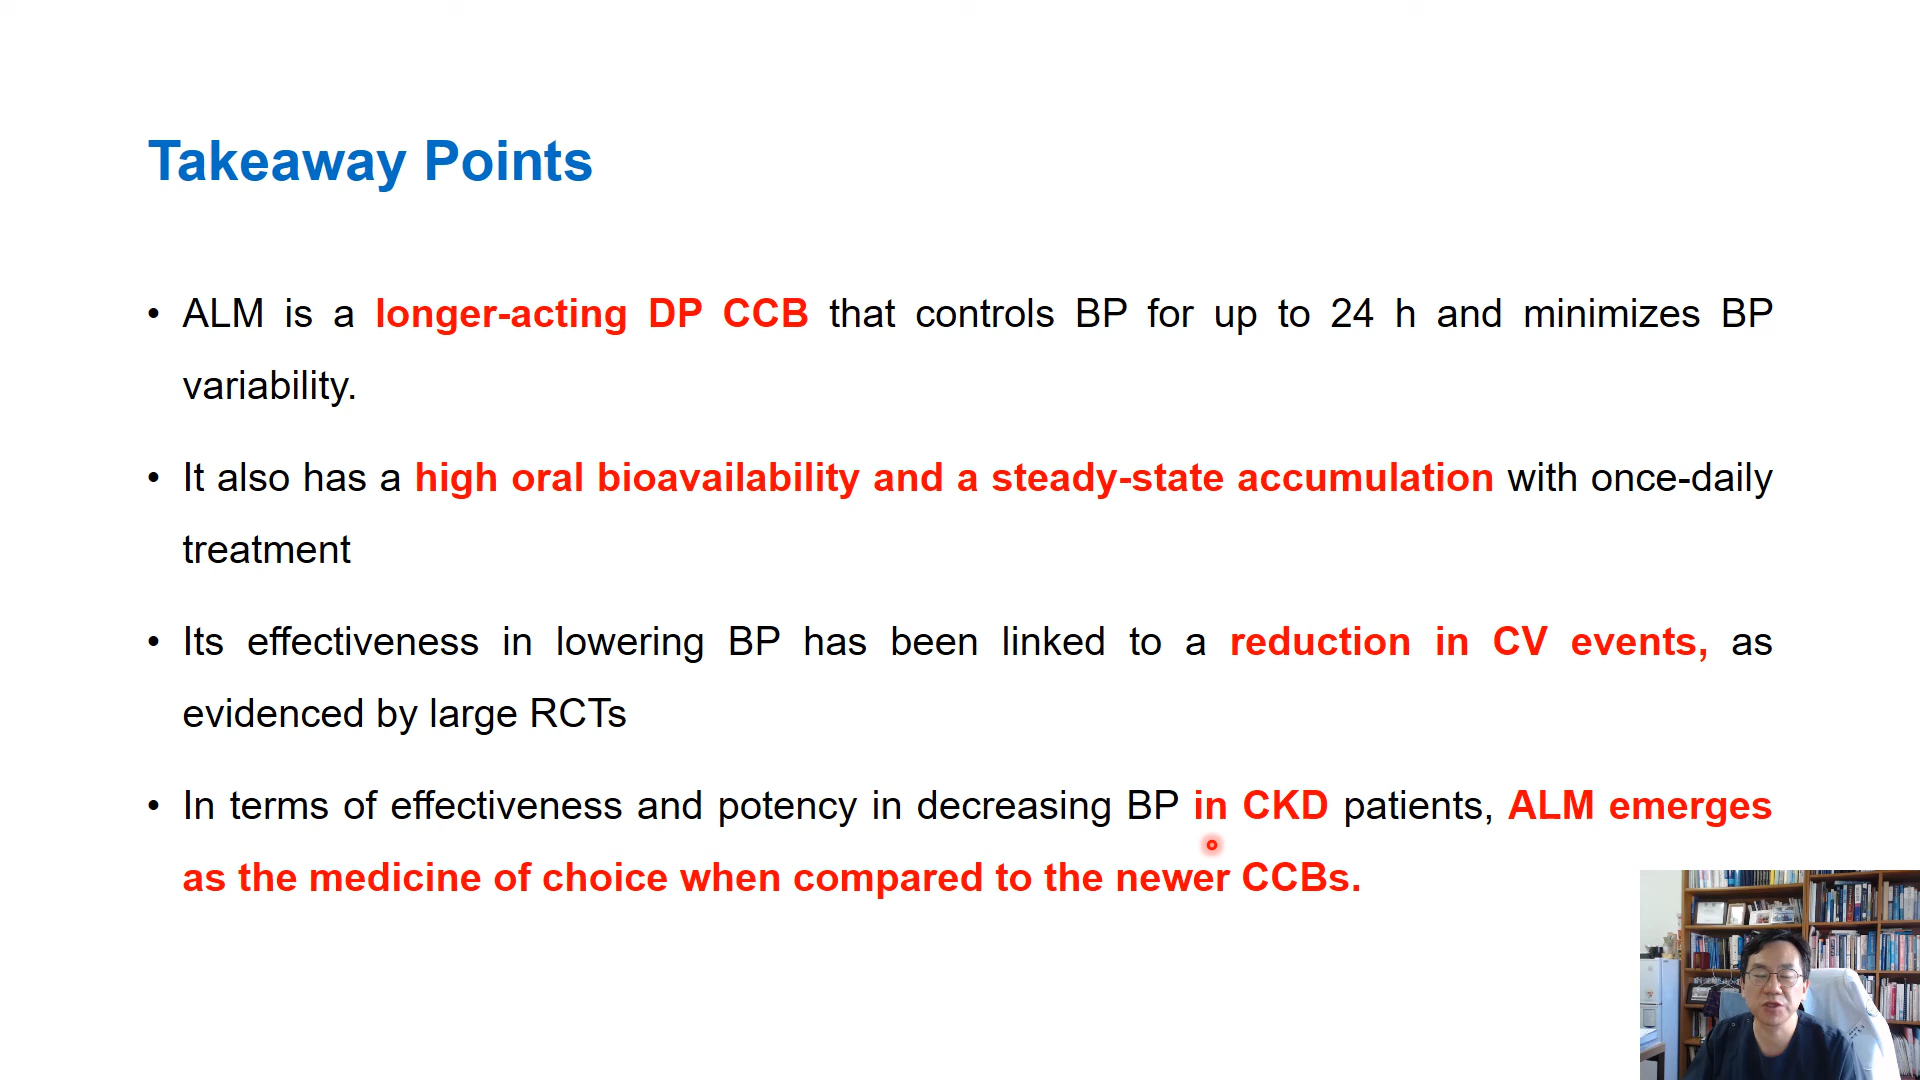 Takeaway Points
• ALM is a longer-acting DP CCB that controls BP for up to 24 h and minimizes BP
variability.
• It also has a high oral bioavailability and a steady-state accumulation with once-daily
treatment
• Its effectiveness in lowering BP has been linked to a reduction in CV events, as
evidenced by large RCTs
• In terms of effectiveness and potency in decreasing BP in CKD patients, ALM emerges
as the medicine of choice when compared to the newer CCBs.